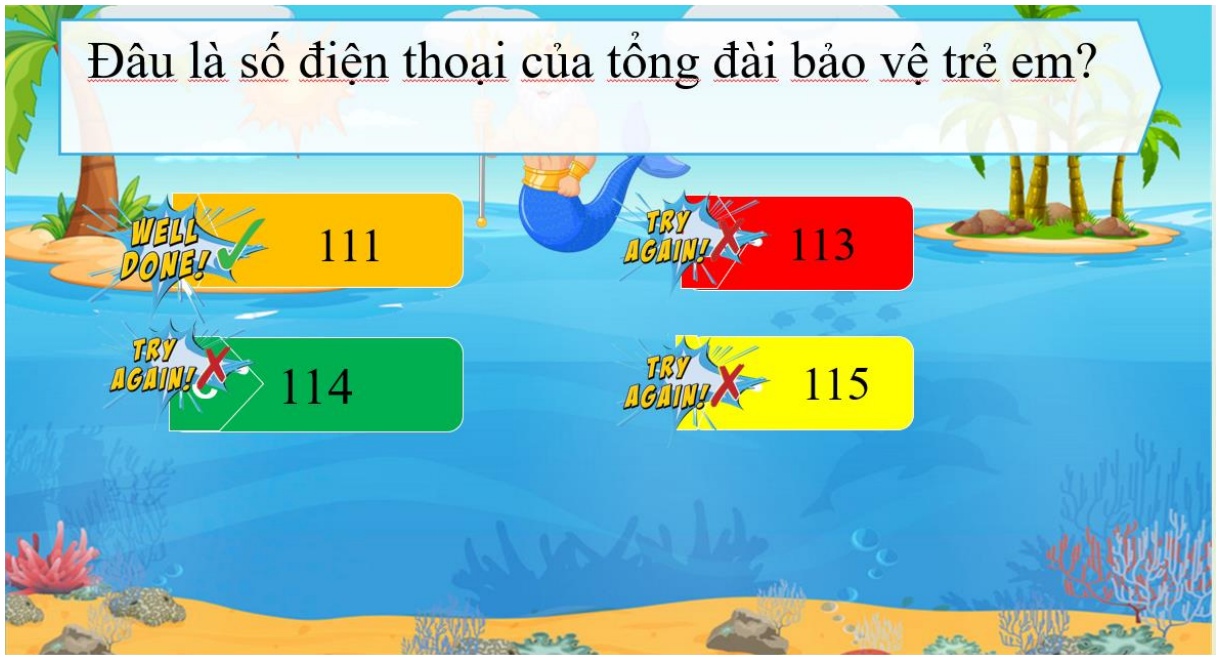 Đâu là số điện thoại của tổng đài bảo vệ trẻ em?
WELL
DONE!
111
TRY
AGAIN!
113
TRY
AGAIN!
114
TRY
AGAIN!
115